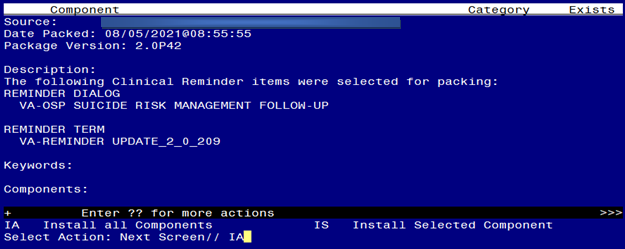 Component Category Exists
Source:
Date Packed: 08/05/2021@08:55:55
Package Version: 2.0P42
Description:
The following Clinical Reminder items were selected for packing:
REMINDER DIALOG
VA-OSP SUICIDE RISK MANAGEMENT FOLLOW-UP
REMINDER TERM
VA-REMINDER UPDATE_2_0_209
Keywords:
Components:
+ Enter ?? for more actions >>>
IA Install all Components IS Install Selected Component
Select Action: Next Screen// IA